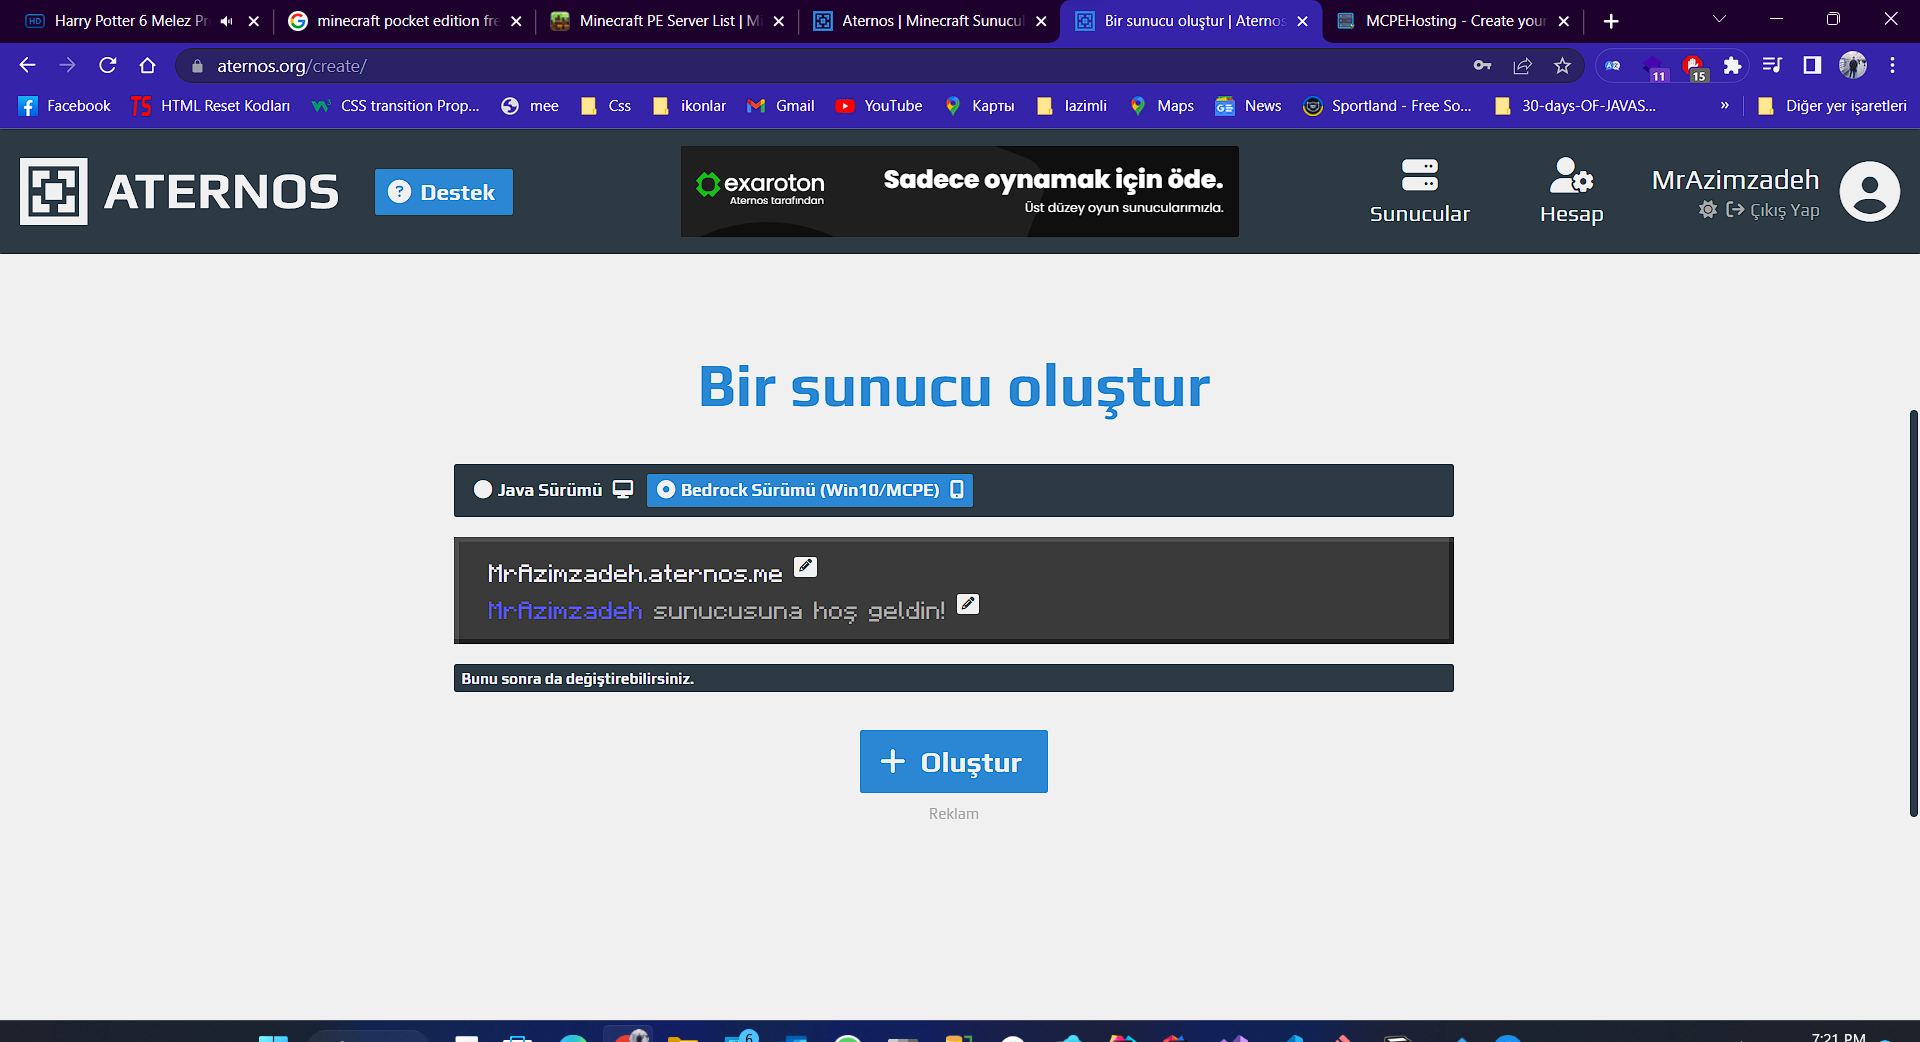 Harry Potter 6 Melez Pr
minecraft pocket edition fre
Minecraft PE Server List | Mi
Aternos | Minecraft Sunucu
Bir sunucu oluştur | Aternos
MCPEHosting - Create your
aternos.org/create/
11
15
Facebook
HTML Reset Kodları
CSS transition Prop...
mee
Css
ikonlar
Gmail
YouTube
Карты
lazimli
Maps
News
Sportland - Free So...
30-days-OF-JAVAS...
»
Diğer yer işaretleri
ATERNOS
Destek
exaroton
Aternos tarafından
Sadece oynamak için öde.
Üst düzey oyun sunucularımızla.
Sunucular
Hesap
MrAzimzadeh
Çıkış Yap
Bir sunucu oluştur
Java Sürümü
Bedrock Sürümü (Win10/MCPE)
MrAzimzadeh.aternos.me
MrAzimzadeh sunucusuna hoş geldin!
Bunu sonra da değiştirebilirsiniz.
+ Oluştur
Reklam
7:21 PM